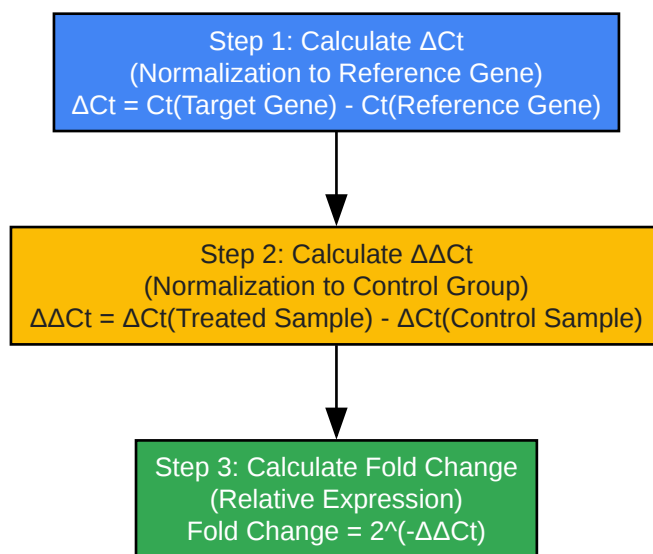 Step 1: Calculate ΔCt
(Normalization to Reference Gene)
ΔCt = Ct(Target Gene) - Ct(Reference Gene)
Step 2: Calculate ΔΔCt
(Normalization to Control Group)
ΔΔCt = ΔCt(Treated Sample) - ΔCt(Control Sample)
Step 3: Calculate Fold Change
(Relative Expression)
Fold Change = 2^(-ΔΔCt)